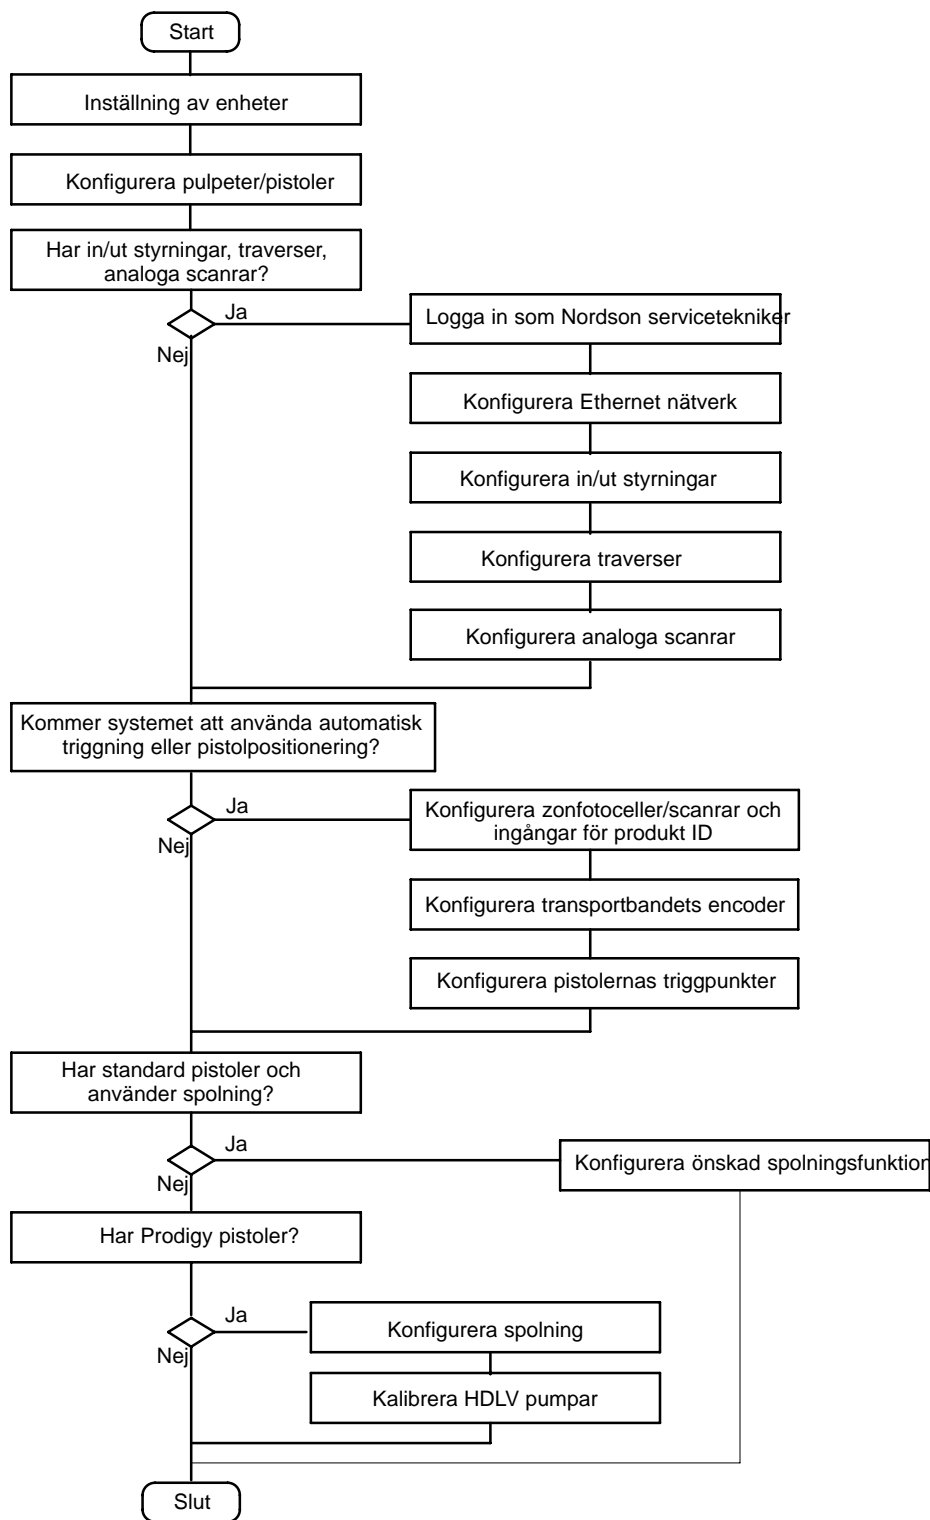 Start
Inställning av enheter
Konfigurera pulpeter/pistoler
Har in/ut styrningar, traverser,
analoga scanrar?
Ja
Nej
Logga in som Nordson servicetekniker
Konfigurera Ethernet nätverk
Konfigurera in/ut styrningar
Konfigurera traverser
Konfigurera analoga scanrar
Kommer systemet att använda automatisk
triggning eller pistolpositionering?
Ja
Nej
Konfigurera zonfotoceller/scanrar och
ingångar för produkt ID
Konfigurera transportbandets encoder
Konfigurera pistolernas triggpunkter
Har standard pistoler och
använder spolning?
Ja
Nej
Konfigurera önskad spolningsfunktion
Har Prodigy pistoler?
Ja
Nej
Konfigurera spolning
Kalibrera HDLV pumpar
Slut